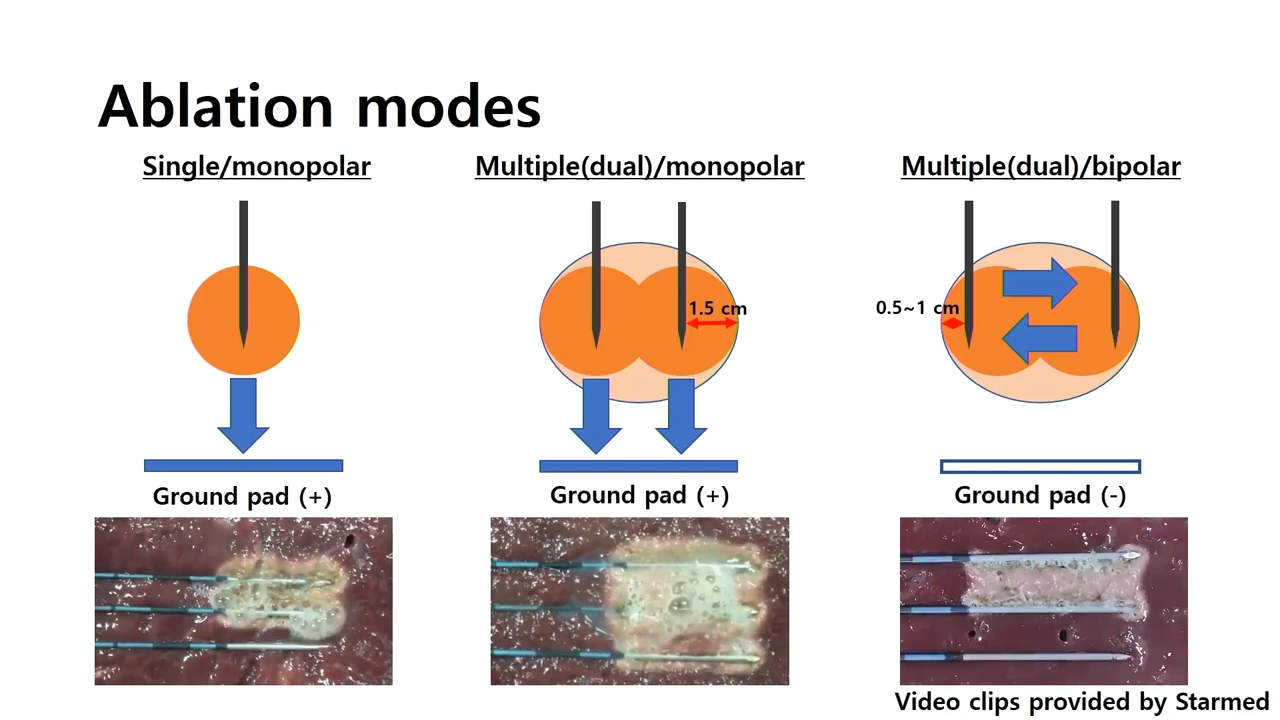 Ablation modes
Single/monopolar
Multiple(dual)/monopolar
Multiple(dual)/bipolar
1.5 cm
0.5~1 cm
Ground pad (+)
Ground pad (+)
Ground pad (-)
Video clips provided by Starmed